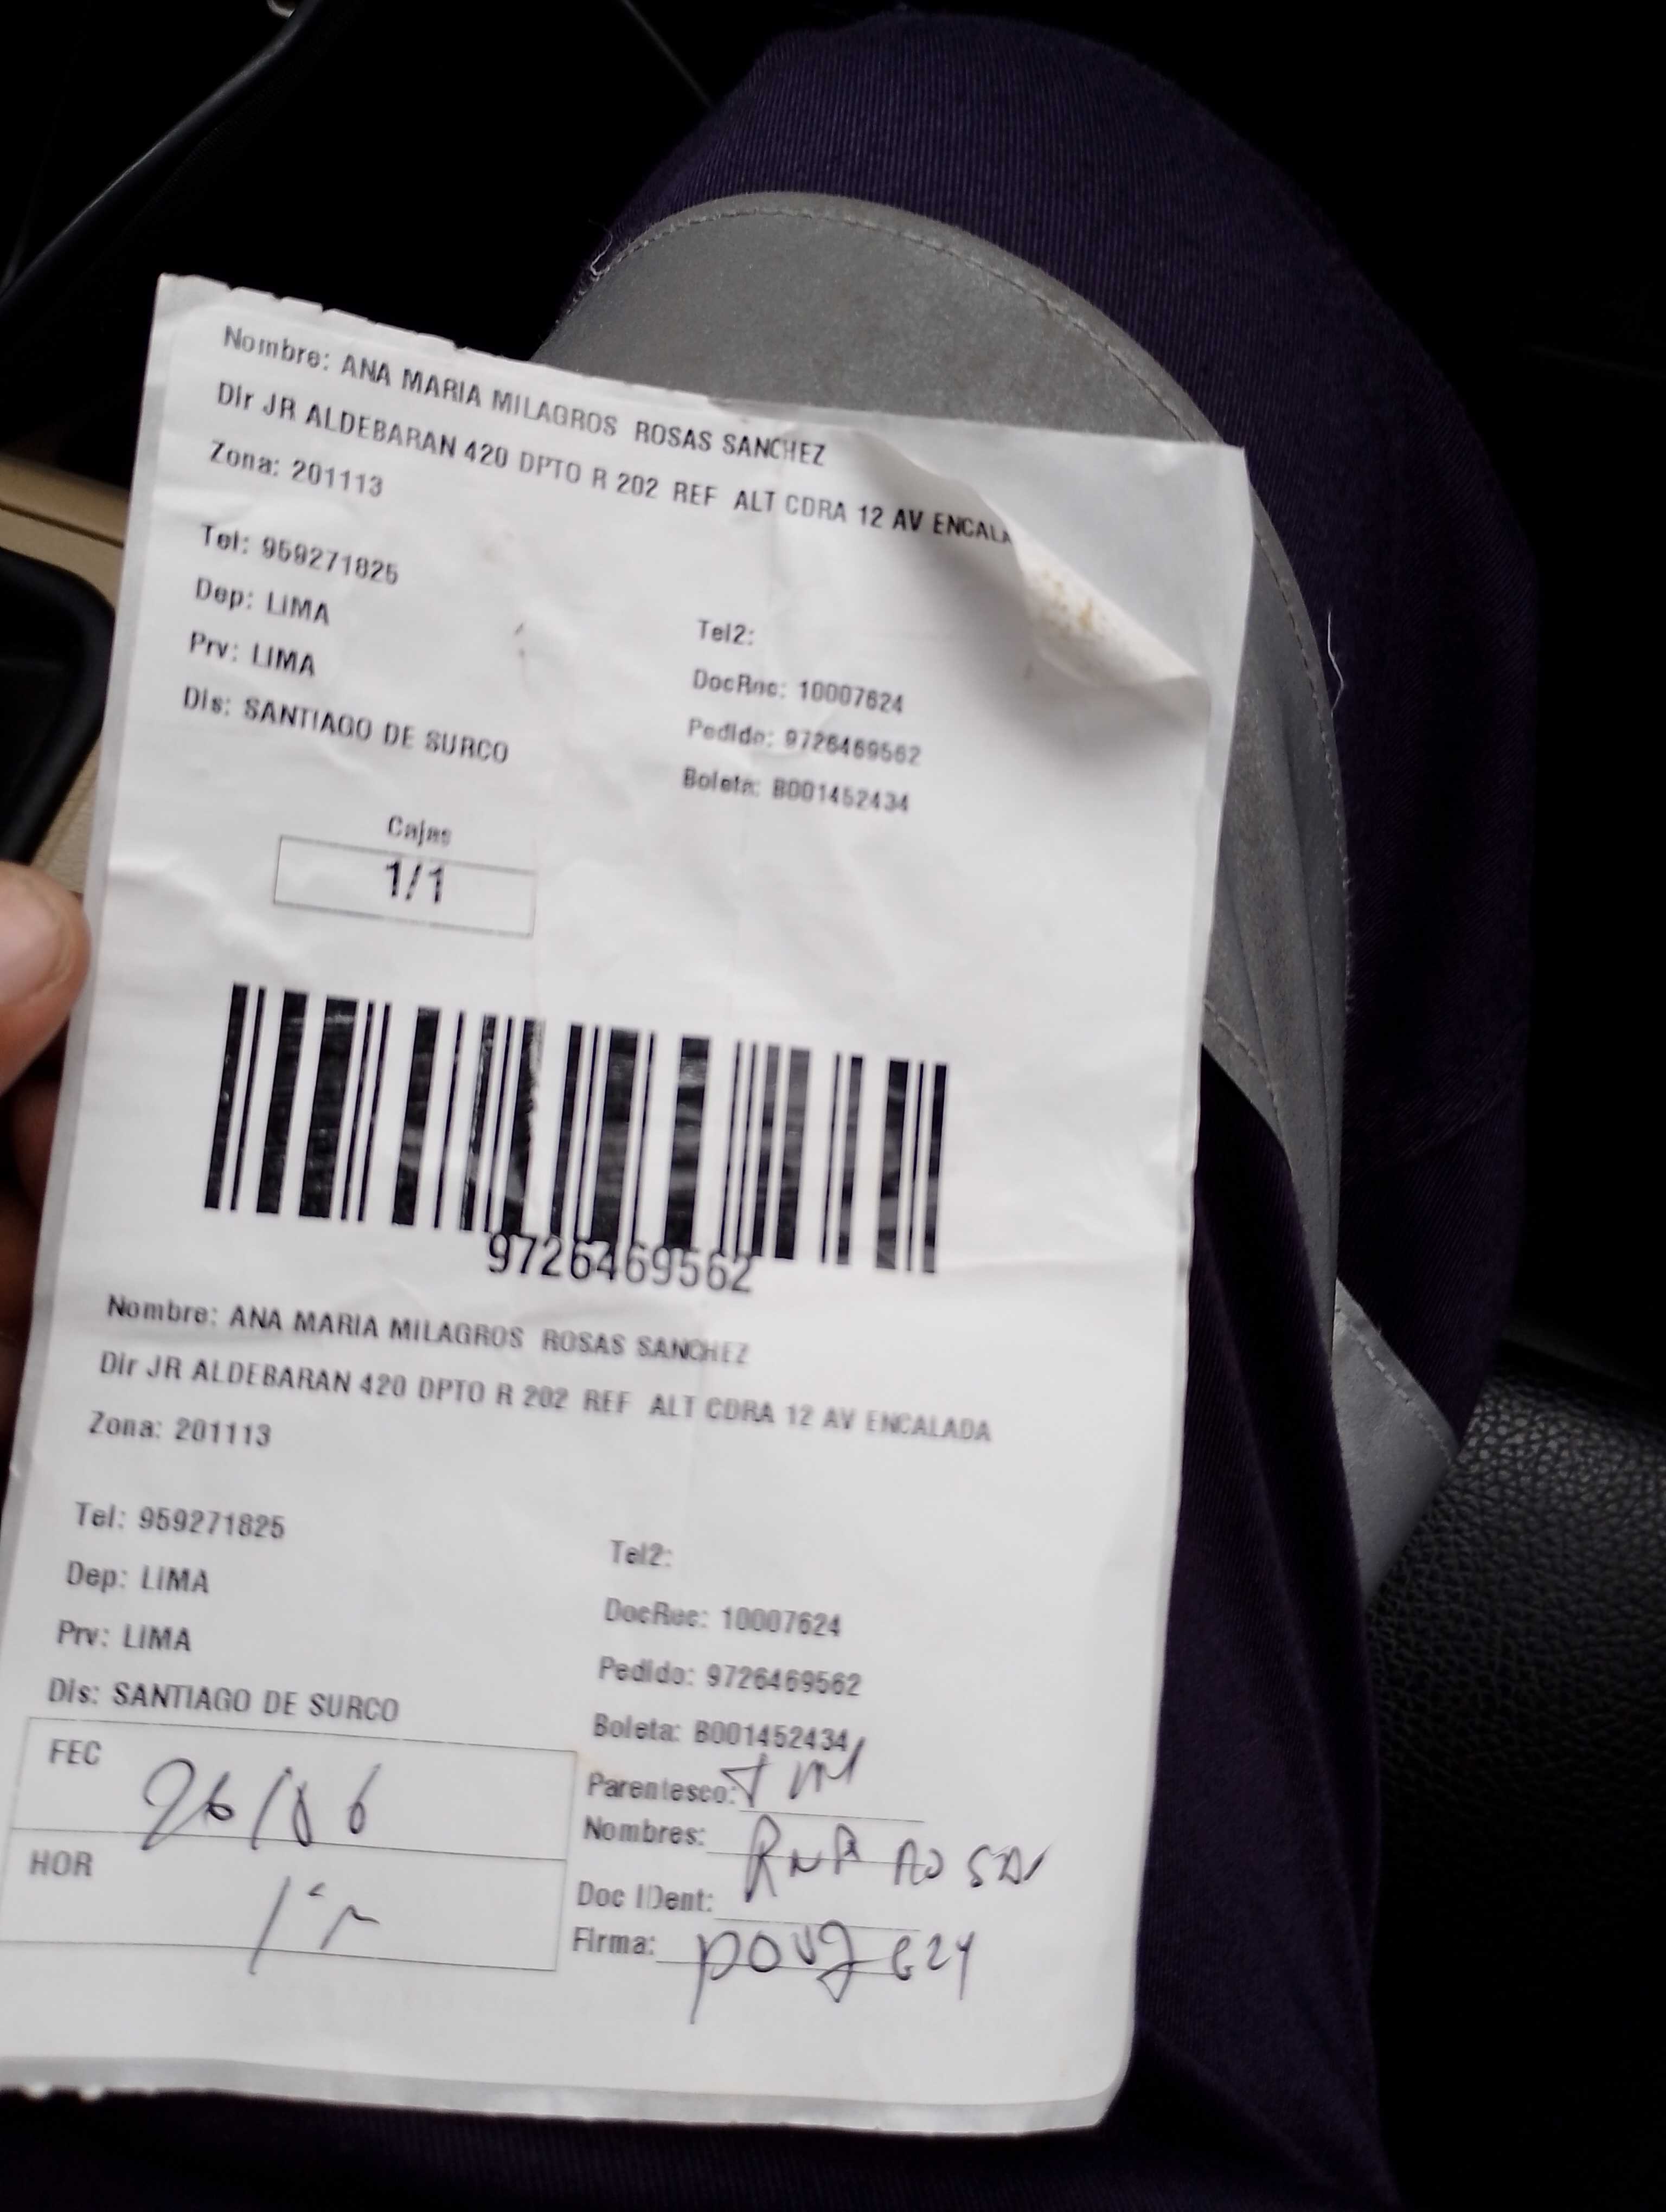 Nombre: ANA MARIA MILAGROS ROSAS SANCHEZ
Dir JR ALDEBARAN 420 DPTO R 202 REF ALT CDRA 12 AV ENCALA
Zona: 201113
Tel: 959271825
Dep: LIMA
Tel2:
Prv: LIMA
DocRec: 10007624
Dis: SANTIAGO DE SURCO
Pedido: 9726469562
Boleta: B001452434
Cajas
1/1
9726469562
Nombre: ANA MARIA MILAGROS ROSAS SANCHEZ
Dir JR ALDEBARAN 420 DPTO R 202 REF ALT CDRA 12 AV ENCALADA
Zona: 201113
Tel: 959271825
Tel2:
Dep: LIMA
DocRec: 10007624
Prv: LIMA
Pedido: 9726469562
Dis: SANTIAGO DE SURCO
Boleta: B001452434
FEC 26/06
Parentesco:
Nombres:
HOR
Doc IDent:
Firma: